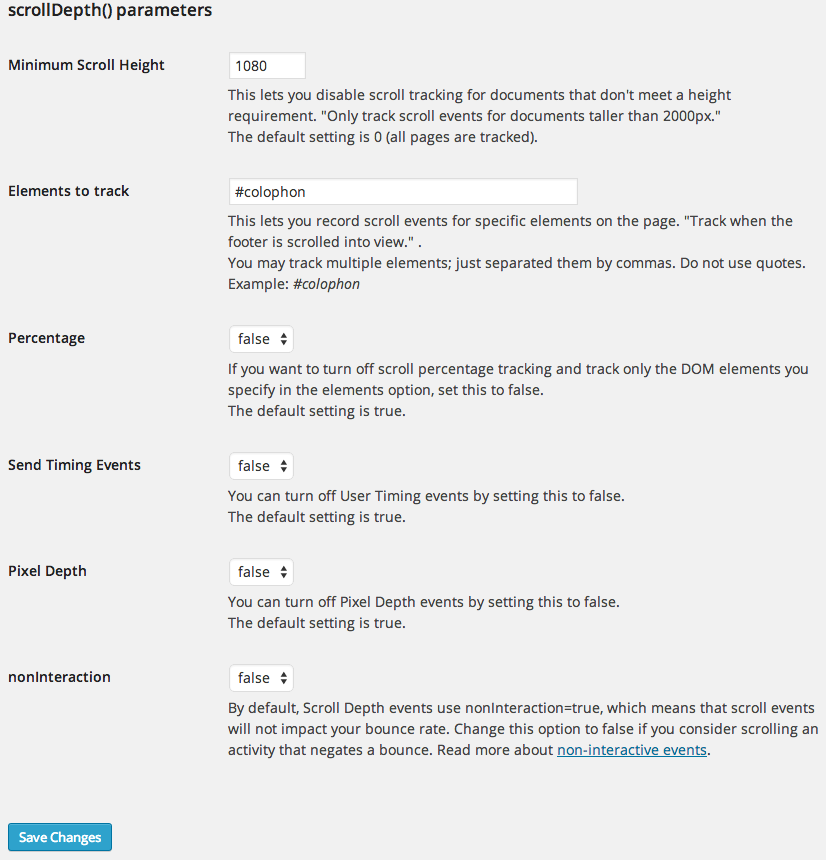 scrollDepth() parameters
Minimum Scroll Height
1080
This lets you disable scroll tracking for documents that don't meet a height
requirement. "Only track scroll events for documents taller than 2000px."
The default setting is 0 (all pages are tracked).
Elements to track
#colophon
This lets you record scroll events for specific elements on the page. "Track when the
footer is scrolled into view." .
You may track multiple elements; just separated them by commas. Do not use quotes.
Example: #colophon
Percentage
false
If you want to turn off scroll percentage tracking and track only the DOM elements you
specify in the elements option, set this to false.
The default setting is true.
Send Timing Events
false
You can turn off User Timing events by setting this to false.
The default setting is true.
Pixel Depth
false
You can turn off Pixel Depth events by setting this to false.
The default setting is true.
nonInteraction
false
By default, Scroll Depth events use nonInteraction=true, which means that scroll events
will not impact your bounce rate. Change this option to false if you consider scrolling an
activity that negates a bounce. Read more about non-interactive events.
Save Changes